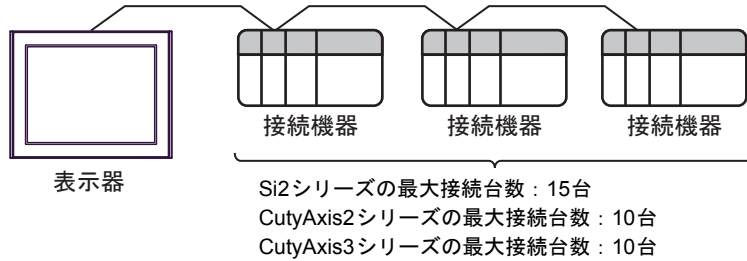 接続機器 接続機器 接続機器
表示器
Si2シリーズの最大接続台数：15台
CutyAxis2シリーズの最大接続台数：10台
CutyAxis3シリーズの最大接続台数：10台